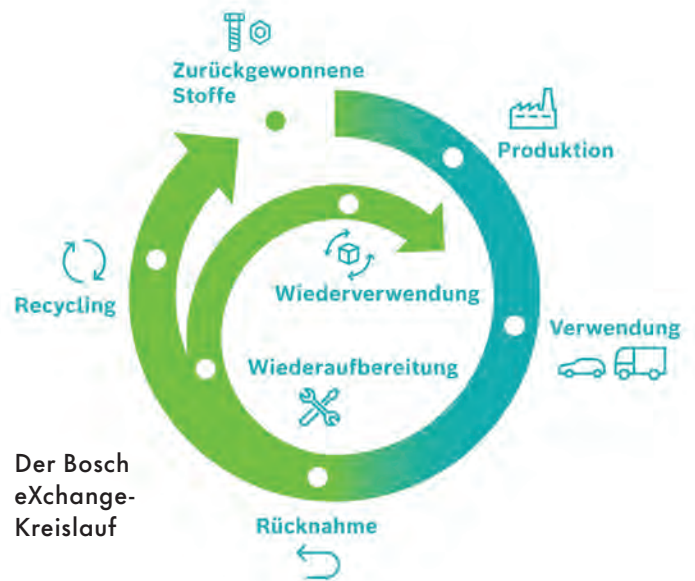 Zurückgewonnene
Stoffe
Produktion
Wiederverwendung
Recycling
Verwendung
Wiederaufbereitung
Der Bosch
eXchange-
Kreislauf
Rücknahme